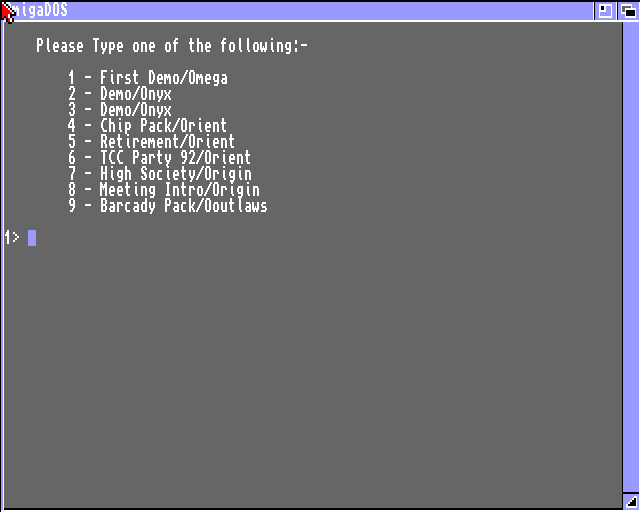 AmigaDOS
Please Type one of the following:-
1 - First Demo/Omega
2 - Demo/Onyx
3 - Demo/Onyx
4 - Chip Pack/Orient
5 - Retirement/Orient
6 - TCC Party 92/Orient
7 - High Society/Origin
8 - Meeting Intro/Origin
9 - Barcady Pack/Ooutlaws
1>